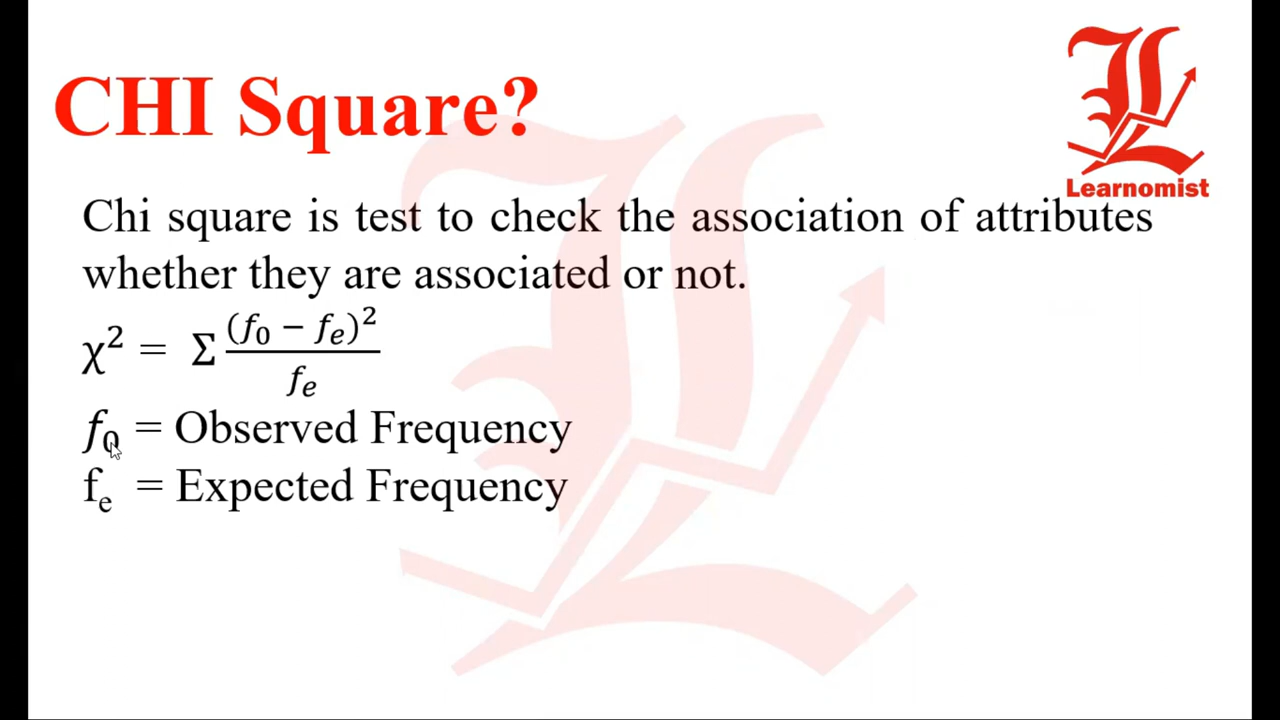 CHI Square?
Learnomist
Chi square is test to check the association of attributes
whether they are associated or not.
χ² = Σ (f₀ − fₑ)² / fₑ
f₀ = Observed Frequency
fₑ = Expected Frequency